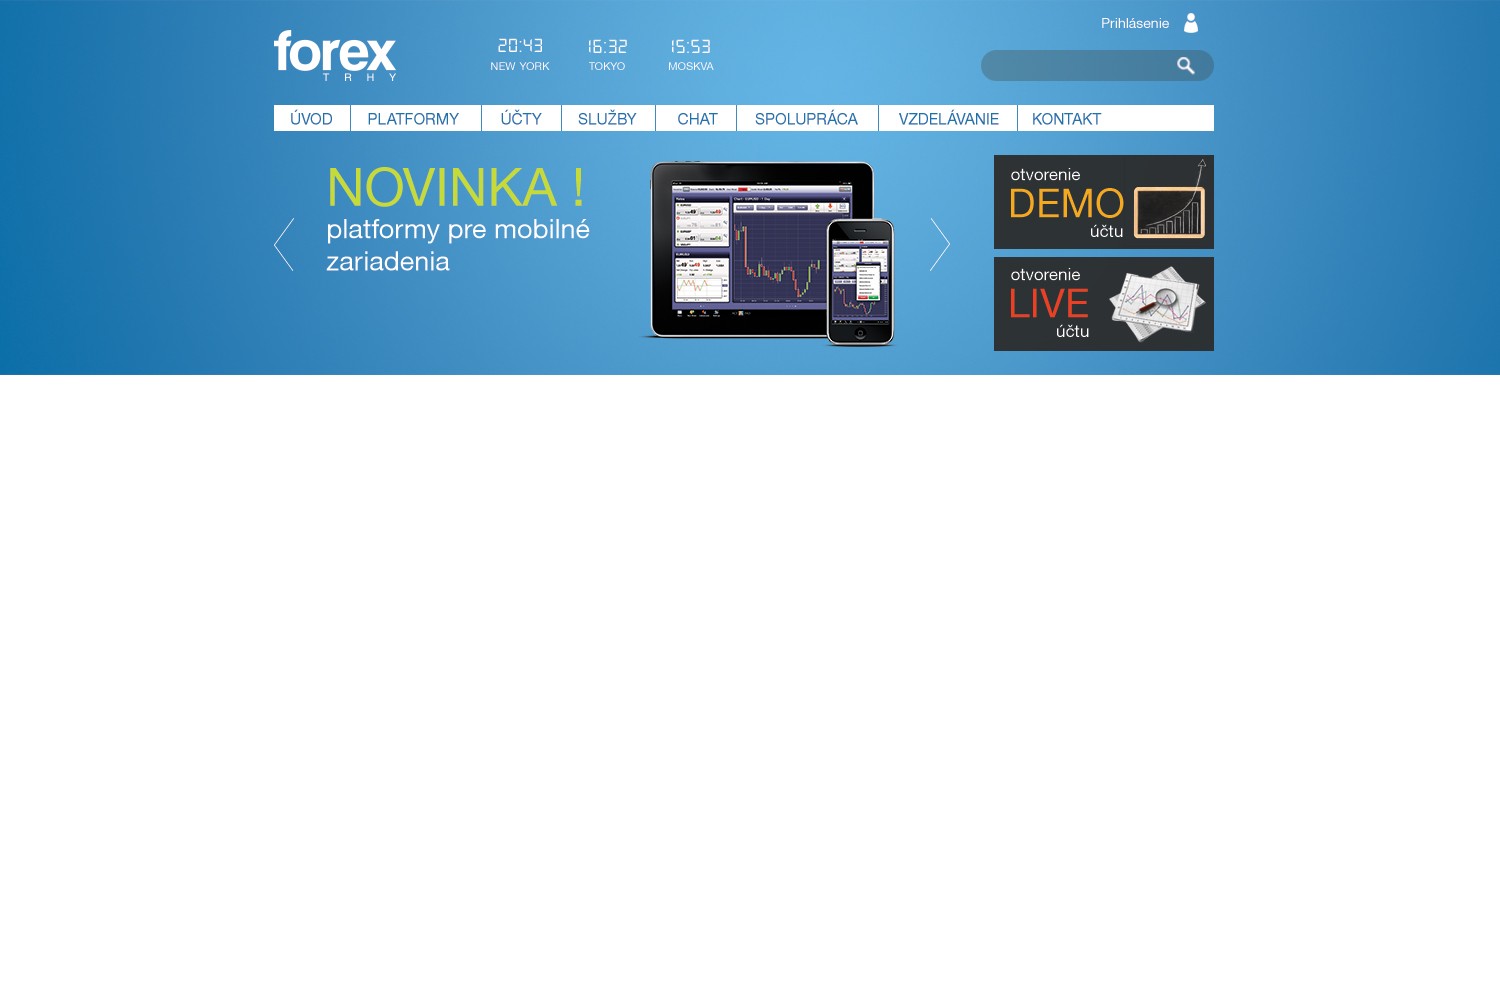 Prihlásenie
forex
TRHY
20:43
NEW YORK
16:32
TOKYO
15:53
MOSKVA
ÚVOD
PLATFORMY
ÚČTY
SLUŽBY
CHAT
SPOLUPRÁCA
VZDELÁVANIE
KONTAKT
NOVINKA !
platformy pre mobilné
zariadenia
otvorenie
DEMO
účtu
otvorenie
LIVE
účtu